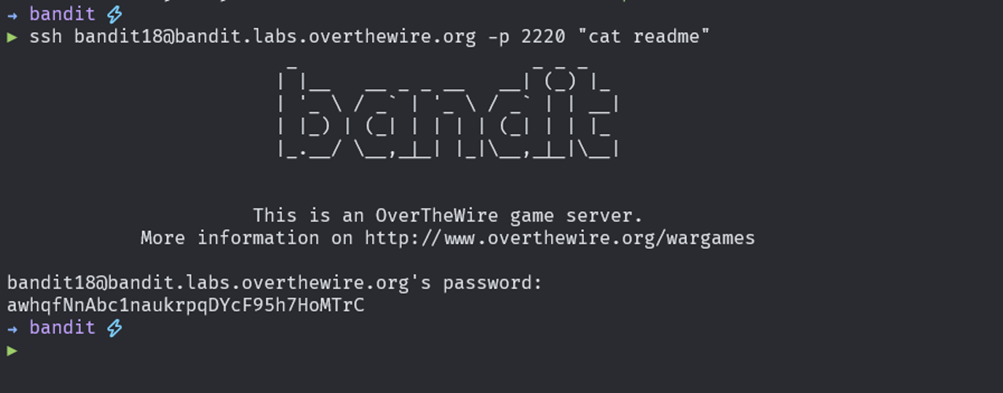 → bandit ⚡
▶ ssh bandit18@bandit.labs.overthewire.org -p 2220 "cat readme"
bandit
This is an OverTheWire game server.
More information on http://www.overthewire.org/wargames
bandit18@bandit.labs.overthewire.org's password:
awhqfNnAbc1naukrpqDYcF95h7HoMTrC
→ bandit ⚡
▶